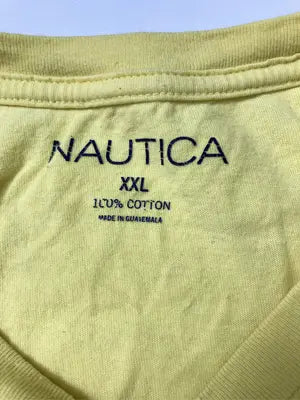 NAUTICA
XXL
100% COTTON
MADE IN GUATEMALA